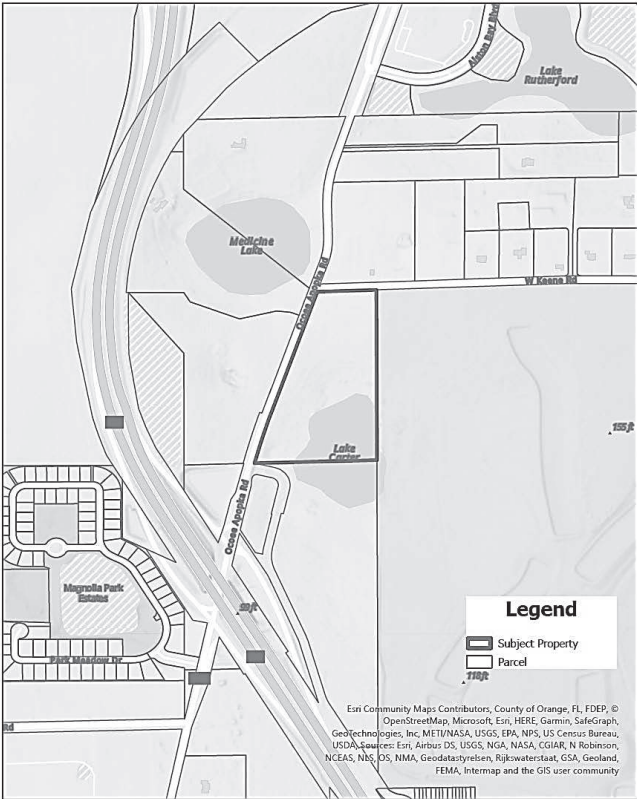 Alston Bay Blvd
Lake
Rutherford
Medicine
Lake
Ocoee Apopka Rd
W Keene Rd
155 ft
Lake
Carter
Ocoee Apopka Rd
Magnolia Park
Estates
99 ft
Park Meadow Dr
Rd
Legend
Subject Property
Parcel
118 ft
Esri Community Maps Contributors, County of Orange, FL, FDEP, ©
OpenStreetMap, Microsoft, Esri, HERE, Garmin, SafeGraph,
GeoTechnologies, Inc, METI/NASA, USGS, EPA, NPS, US Census Bureau,
USDA, Sources: Esri, Airbus DS, USGS, NGA, NASA, CGIAR, N Robinson,
NCEAS, NLS, OS, NMA, Geodatastyrelsen, Rijkswaterstaat, GSA, Geoland,
FEMA, Intermap and the GIS user community